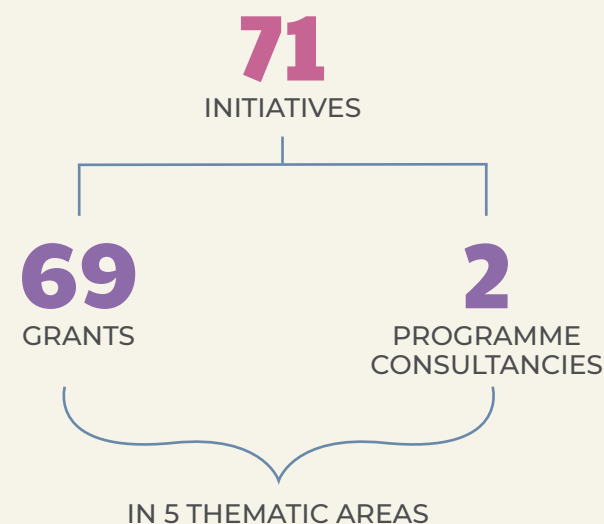 71
INITIATIVES
69
GRANTS
2
PROGRAMME
CONSULTANCIES
IN 5 THEMATIC AREAS